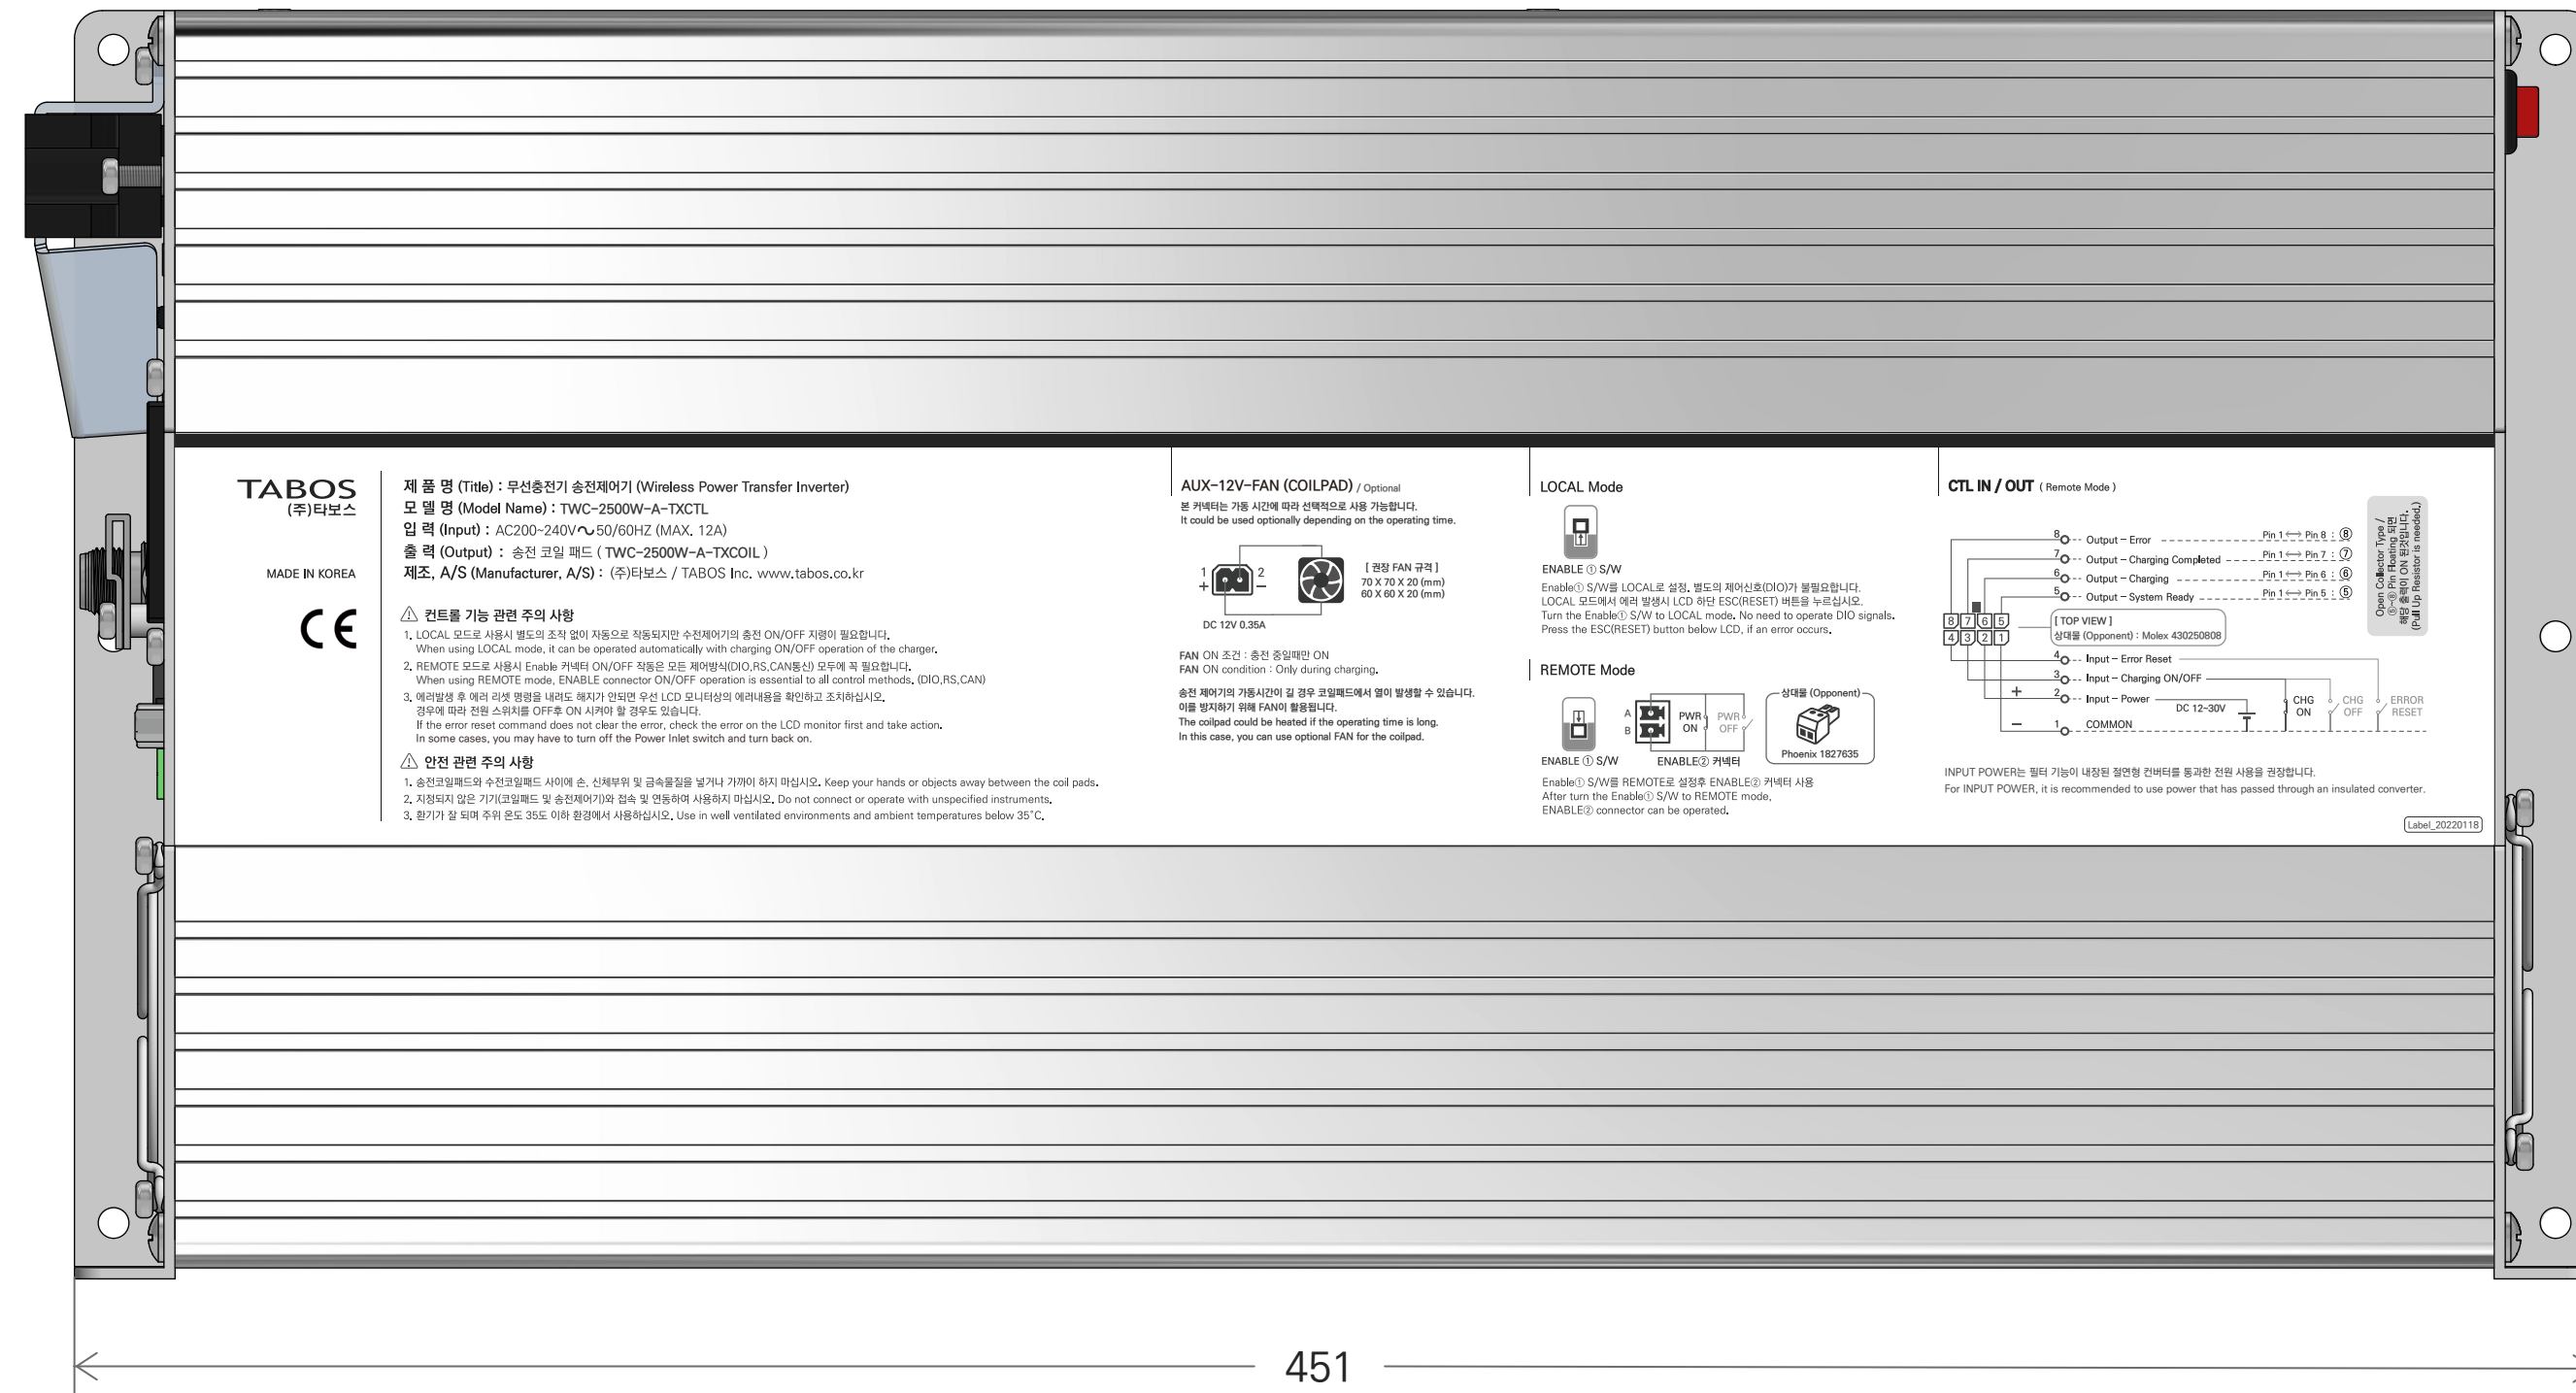 TABOS
(주)타보스
MADE IN KOREA
CE
제 품 명 (Title) : 무선충전기 송전제어기 (Wireless Power Transfer Inverter)
모 델 명 (Model Name) : TWC-2500W-A-TXCTL
입 력 (Input) : AC200~240V∿50/60HZ (MAX. 12A)
출 력 (Output) : 송전 코일 패드 ( TWC-2500W-A-TXCOIL )
제조, A/S (Manufacturer, A/S) : (주)타보스 / TABOS Inc. www.tabos.co.kr
⚠ 컨트롤 기능 관련 주의 사항
1. LOCAL 모드로 사용시 별도의 조작 없이 자동으로 작동되지만 수전제어기의 충전 ON/OFF 지령이 필요합니다.
When using LOCAL mode, it can be operated automatically with charging ON/OFF operation of the charger.
2. REMOTE 모드로 사용시 Enable 커넥터 ON/OFF 작동은 모든 제어방식(DIO,RS,CAN통신) 모두에 꼭 필요합니다.
When using REMOTE mode, ENABLE connector ON/OFF operation is essential to all control methods. (DIO,RS,CAN)
3. 에러발생 후 에러 리셋 명령을 내려도 해지가 안되면 우선 LCD 모니터상의 에러내용을 확인하고 조치하십시오.
경우에 따라 전원 스위치를 OFF후 ON 시켜야 할 경우도 있습니다.
If the error reset command does not clear the error, check the error on the LCD monitor first and take action.
In some cases, you may have to turn off the Power Inlet switch and turn back on.
⚠ 안전 관련 주의 사항
1. 송전코일패드와 수전코일패드 사이에 손, 신체부위 및 금속물질을 넣거나 가까이 하지 마십시오. Keep your hands or objects away between the coil pads.
2. 지정되지 않은 기기(코일패드 및 송전제어기)와 접속 및 연동하여 사용하지 마십시오. Do not connect or operate with unspecified instruments.
3. 환기가 잘 되며 주위 온도 35도 이하 환경에서 사용하십시오. Use in well ventilated environments and ambient temperatures below 35˚C.
AUX-12V-FAN (COILPAD) / Optional
본 커넥터는 가동 시간에 따라 선택적으로 사용 가능합니다.
It could be used optionally depending on the operating time.
1 2
+ −
DC 12V 0.35A
[ 권장 FAN 규격 ]
70 X 70 X 20 (mm)
60 X 60 X 20 (mm)
FAN ON 조건 : 충전 중일때만 ON
FAN ON condition : Only during charging.
송전 제어기의 가동시간이 길 경우 코일패드에서 열이 발생할 수 있습니다.
이를 방지하기 위해 FAN이 활용됩니다.
The coilpad could be heated if the operating time is long.
In this case, you can use optional FAN for the coilpad.
LOCAL Mode
ENABLE ① S/W
Enable① S/W를 LOCAL로 설정. 별도의 제어신호(DIO)가 불필요합니다.
LOCAL 모드에서 에러 발생시 LCD 하단 ESC(RESET) 버튼을 누르십시오.
Turn the Enable① S/W to LOCAL mode. No need to operate DIO signals.
Press the ESC(RESET) button below LCD, if an error occurs.
REMOTE Mode
ENABLE ① S/W
A
B
PWR ON
PWR OFF
ENABLE② 커넥터
상대물 (Opponent)
Phoenix 1827635
Enable① S/W를 REMOTE로 설정후 ENABLE② 커넥터 사용
After turn the Enable① S/W to REMOTE mode,
ENABLE② connector can be operated.
CTL IN / OUT ( Remote Mode )
8 Output − Error Pin 1 ⟷ Pin 8 : ⑧
7 Output − Charging Completed Pin 1 ⟷ Pin 7 : ⑦
6 Output − Charging Pin 1 ⟷ Pin 6 : ⑥
5 Output − System Ready Pin 1 ⟷ Pin 5 : ⑤
8 7 6 5
4 3 2 1
[ TOP VIEW ]
상대물 (Opponent) : Molex 430250808
4 Input − Error Reset
3 Input − Charging ON/OFF
+ 2 Input − Power DC 12~30V
− 1 COMMON
CHG ON
CHG OFF
ERROR RESET
Open Collector Type /
⑤~⑧ Pin Floating 되면
해당 출력이 ON 된것입니다.
(Pull Up Resistor is needed.)
INPUT POWER는 필터 기능이 내장된 절연형 컨버터를 통과한 전원 사용을 권장합니다.
For INPUT POWER, it is recommended to use power that has passed through an insulated converter.
Label_20220118
451